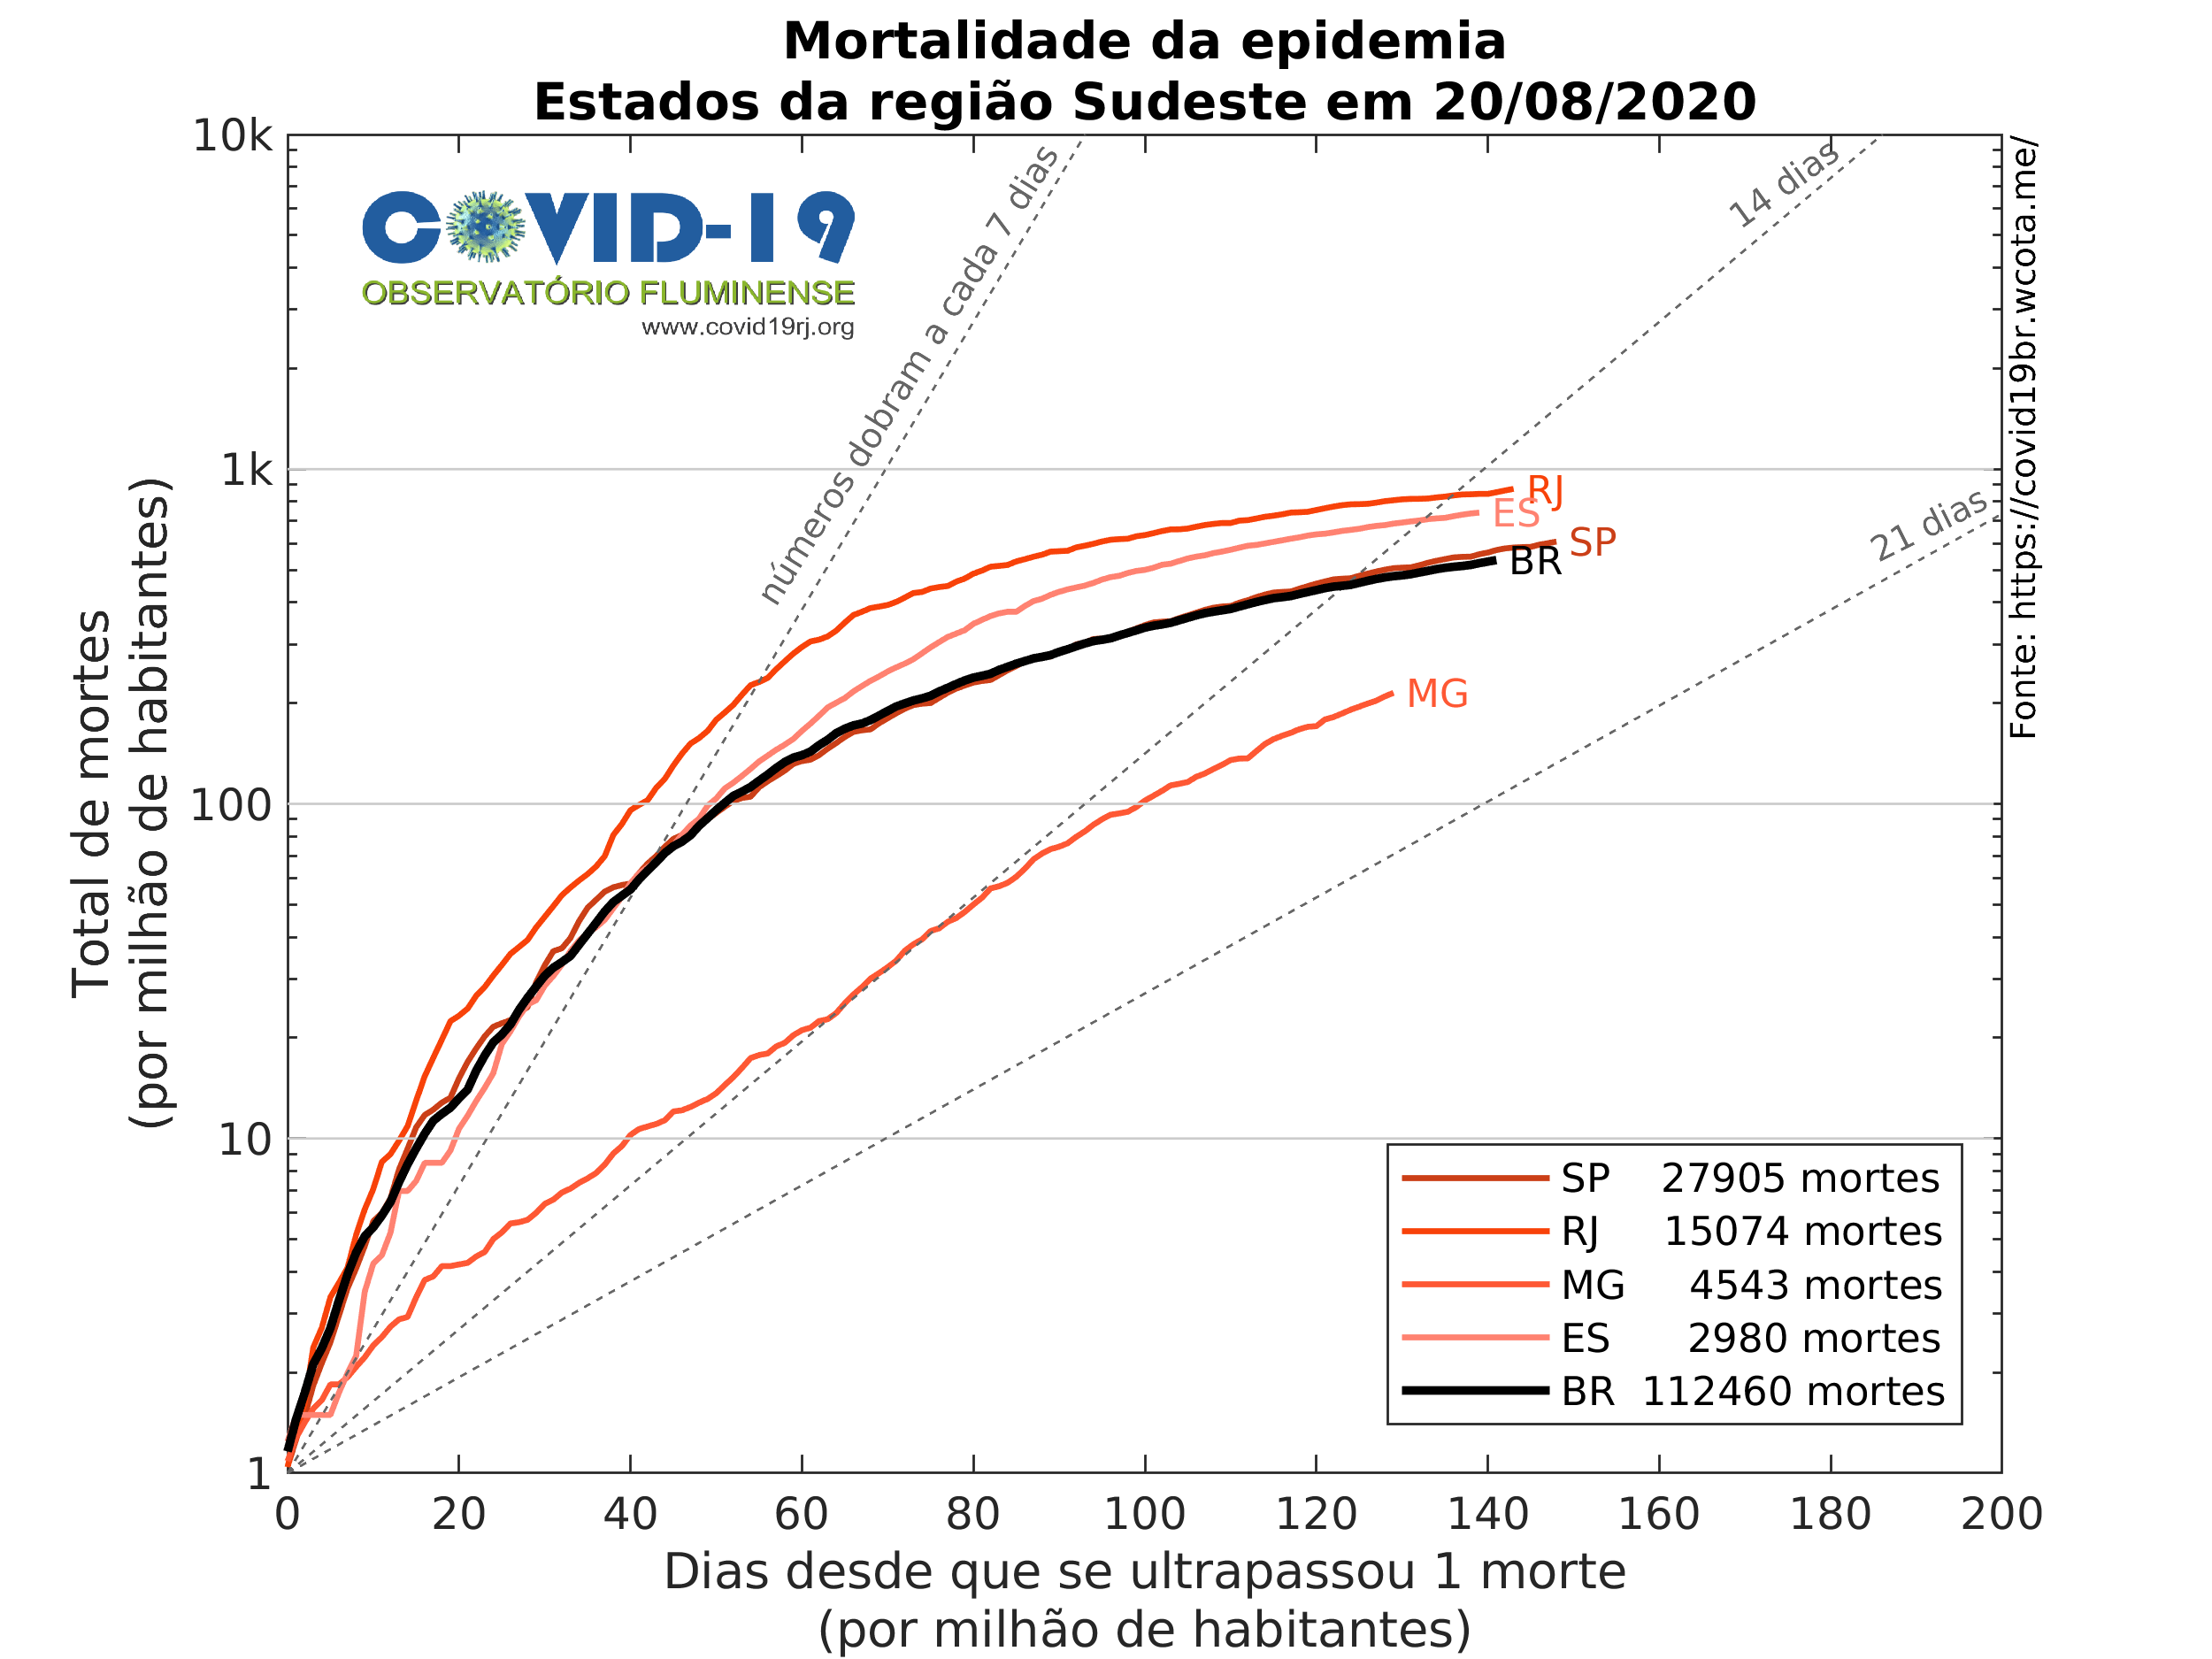 Mortalidade da epidemia
Estados da região Sudeste em 20/08/2020
Total de mortes
(por milhão de habitantes)
10k
1k
100
10
1
COVID-19
OBSERVATÓRIO FLUMINENSE
www.covid19rj.org
números dobram a cada 7 dias
14 dias
21 dias
RJ
ES
SP
BR
MG
Fonte: https://covid19br.wcota.me/
SP 27905 mortes
RJ 15074 mortes
MG 4543 mortes
ES 2980 mortes
BR 112460 mortes
0 20 40 60 80 100 120 140 160 180 200
Dias desde que se ultrapassou 1 morte
(por milhão de habitantes)